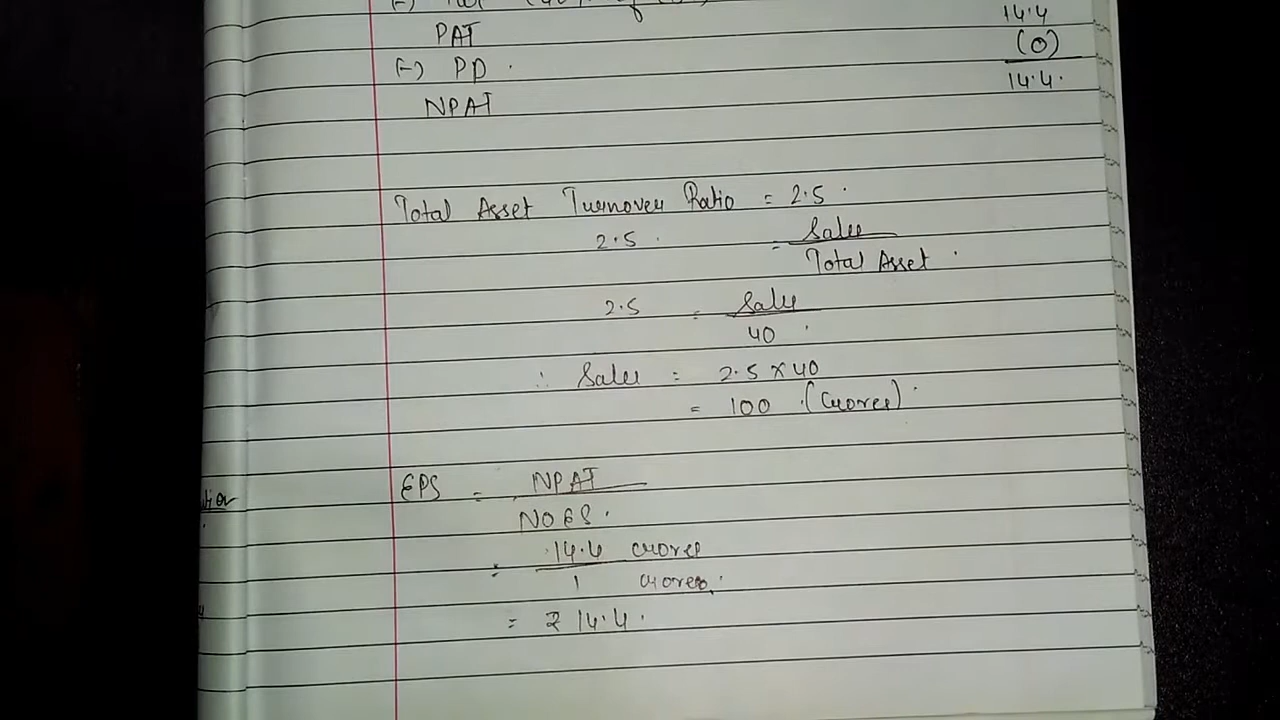 14.4
PAT (0)
(-) PD . 14.4.
NPAT
Total Asset Turnover Ratio = 2.5 .
2.5 . = Sales
Total Asset .
2.5 = Sales
40 .
∴ Sales = 2.5 x 40
= 100 (crores) .
EPS = NPAT
NOES .
= 14.4 crores
1 crores.
= ₹ 14.4 .